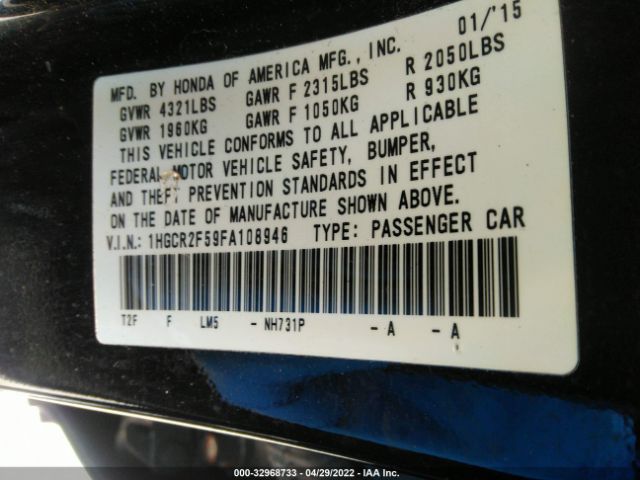 MFD. BY HONDA OF AMERICA MFG., INC. 01/'15
GVWR 4321LBS GAWR F 2315LBS R 2050LBS
GVWR 1960KG GAWR F 1050KG R 930KG
THIS VEHICLE CONFORMS TO ALL APPLICABLE
FEDERAL MOTOR VEHICLE SAFETY, BUMPER,
AND THEFT PREVENTION STANDARDS IN EFFECT
ON THE DATE OF MANUFACTURE SHOWN ABOVE.
V.I.N.: 1HGCR2F59FA108946 TYPE: PASSENGER CAR
T2F F LM5 - NH731P - A - A
000-32968733 - 04/29/2022 - IAA Inc.